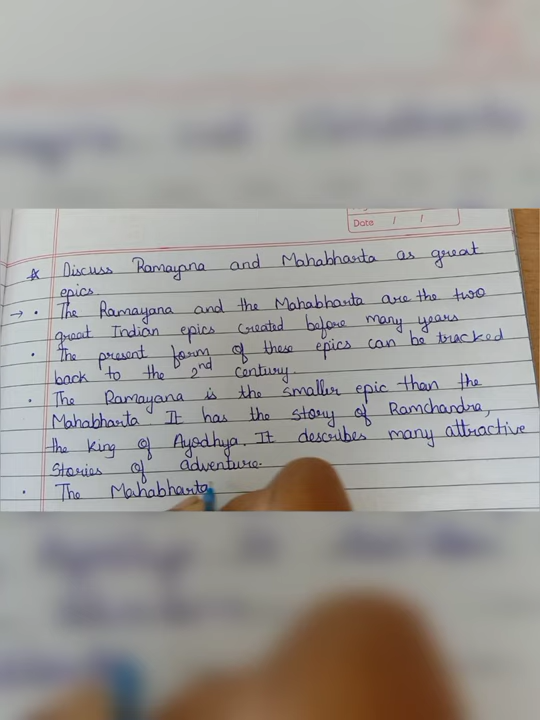 Date / /
☆ Discuss Ramayana and Mahabharta as great
epics.
→ • The Ramayana and the Mahabharta are the two
great Indian epics created before many years
• The present form of these epics can be tracked
back to the 2nd century.
• The Ramayana is the smaller epic than the
Mahabharta It has the story of Ramchandra,
the King of Ayodhya. It describes many attractive
stories of adventure.
• The Mahabharta